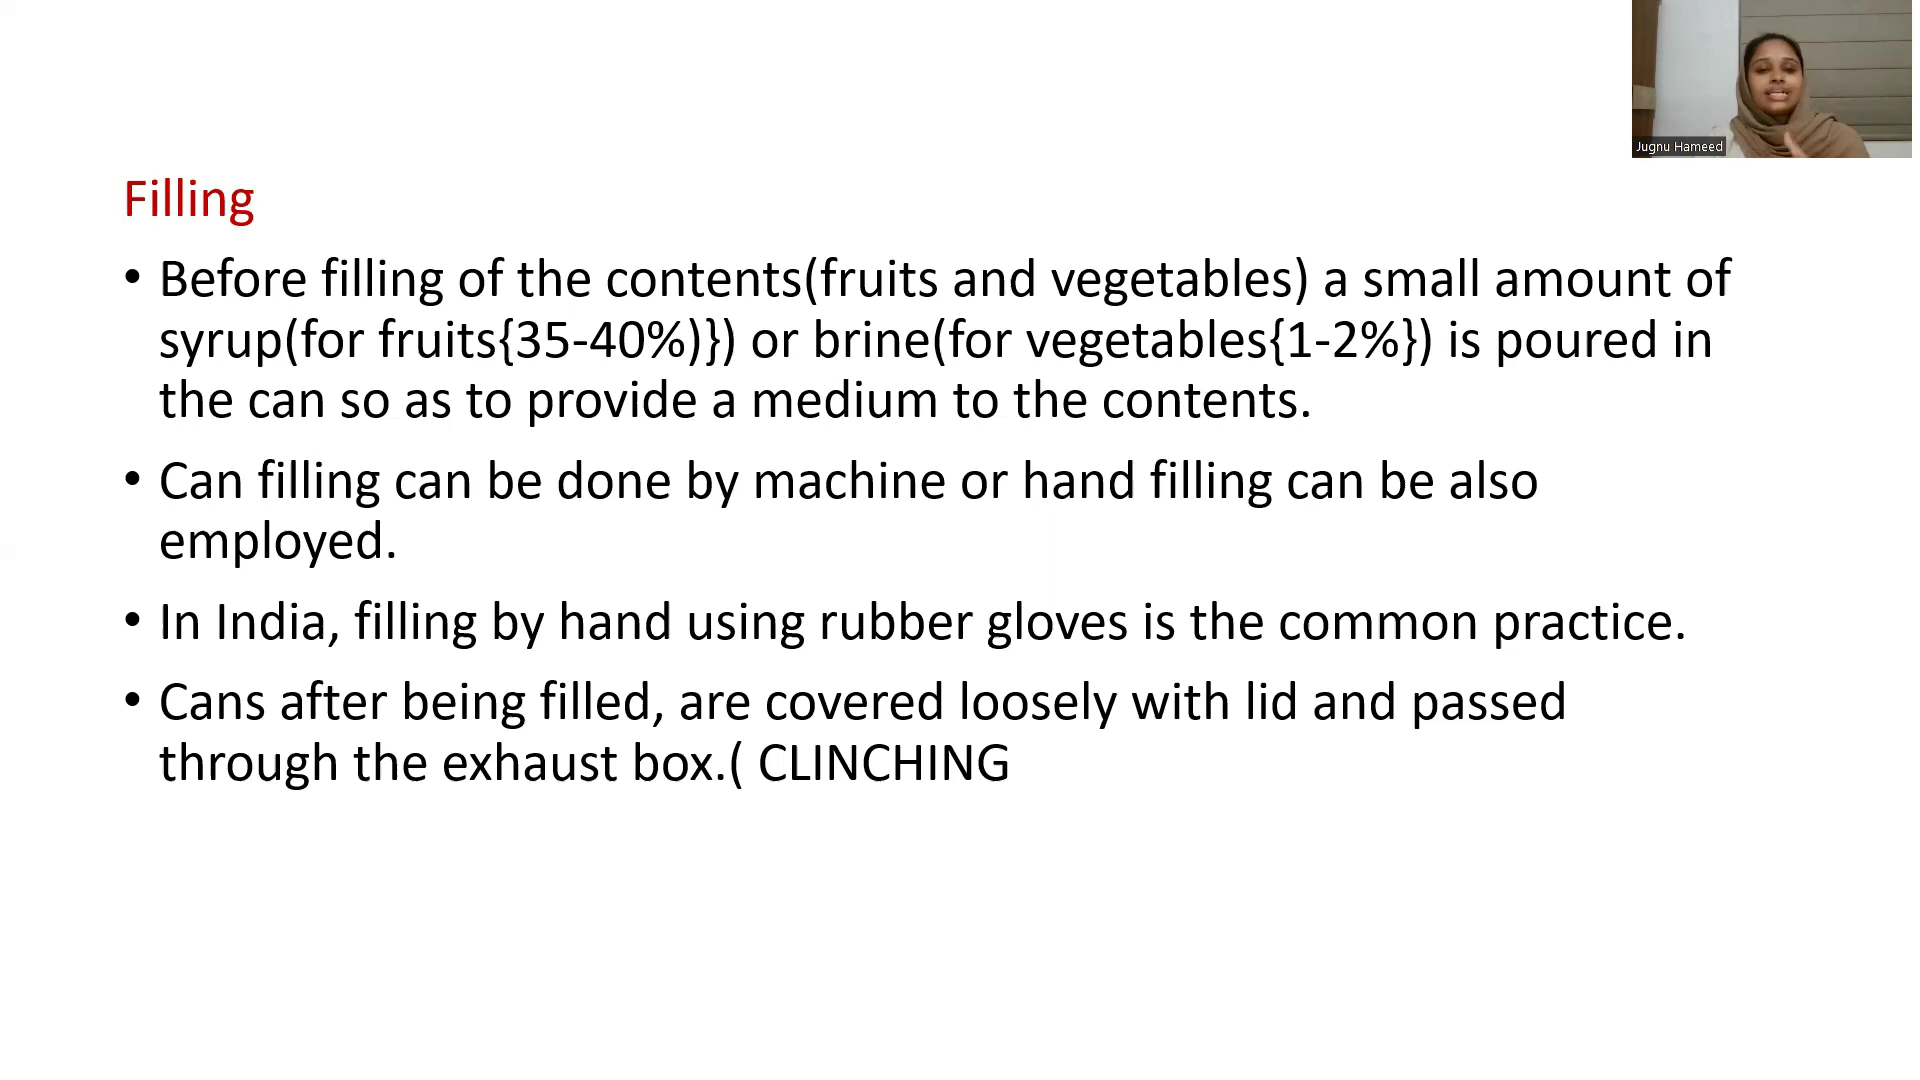 Jugnu Hameed
Filling
• Before filling of the contents(fruits and vegetables) a small amount of
syrup(for fruits{35-40%)}) or brine(for vegetables{1-2%}) is poured in
the can so as to provide a medium to the contents.
• Can filling can be done by machine or hand filling can be also
employed.
• In India, filling by hand using rubber gloves is the common practice.
• Cans after being filled, are covered loosely with lid and passed
through the exhaust box.( CLINCHING